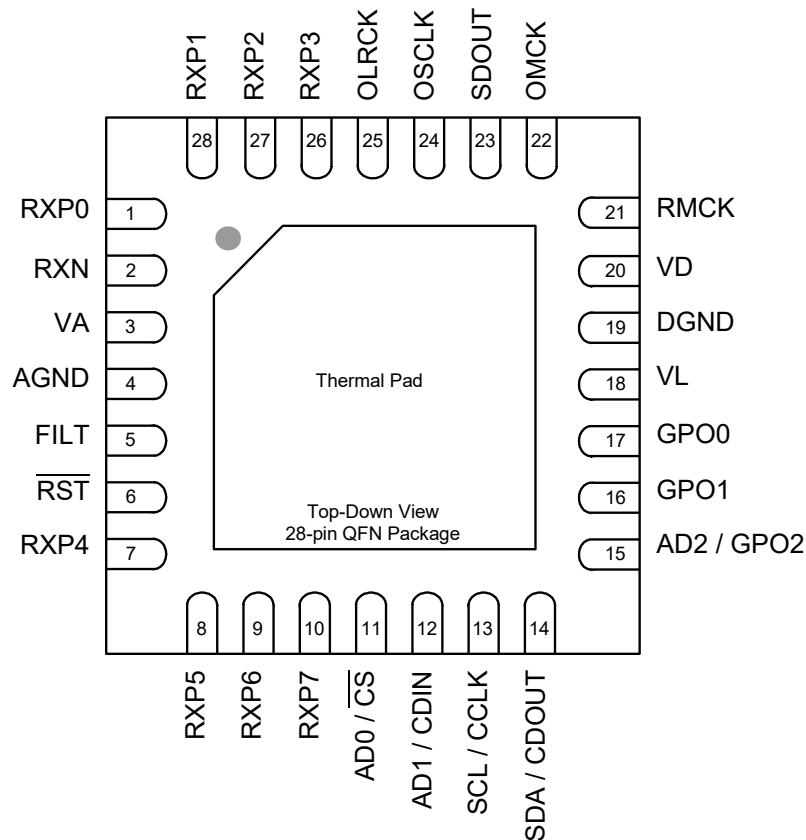 RXP1
RXP2
RXP3
OLRCK
OSCLK
SDOUT
OMCK
28
27
26
25
24
23
22
RXP0
1
RXN
2
VA
3
AGND
4
FILT
5
R̅S̅T̅
6
RXP4
7
21
RMCK
20
VD
19
DGND
18
VL
17
GPO0
16
GPO1
15
AD2 / GPO2
Thermal Pad
Top-Down View
28-pin QFN Package
8
9
10
11
12
13
14
RXP5
RXP6
RXP7
AD0 / C̅S̅
AD1 / CDIN
SCL / CCLK
SDA / CDOUT